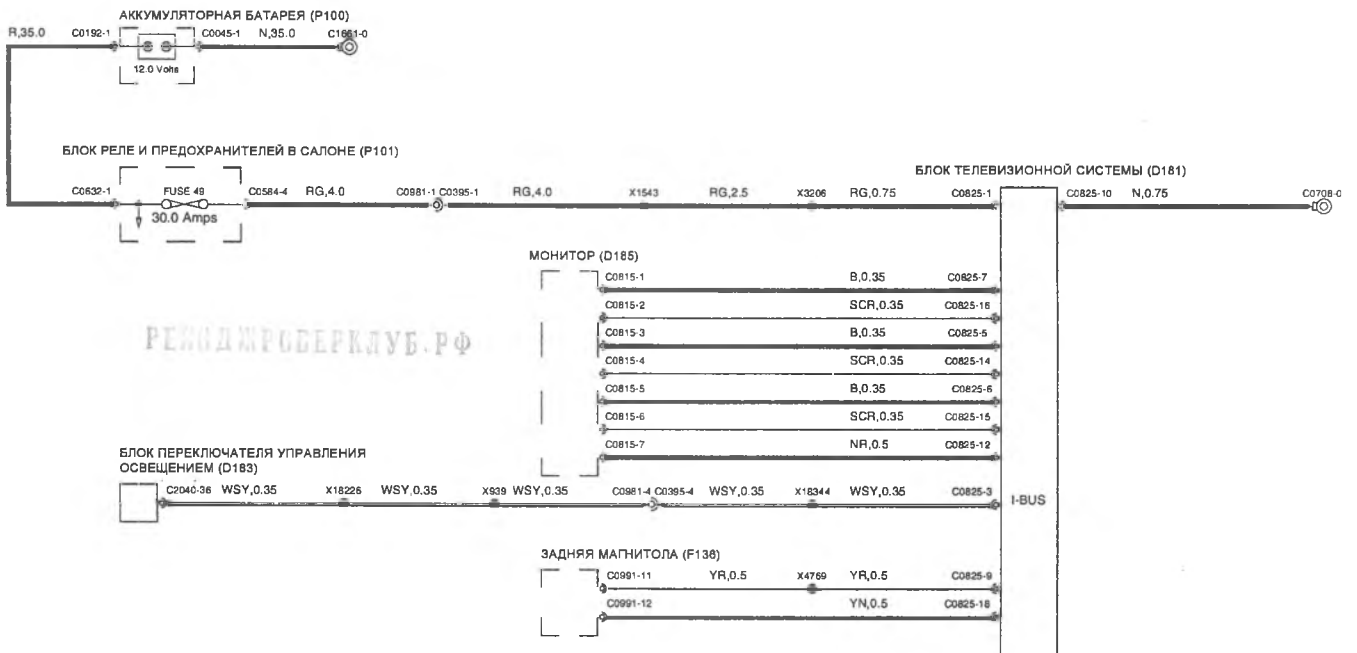 АККУМУЛЯТОРНАЯ БАТАРЕЯ (P100)
R,35.0 C0192-1 C0045-1 N,35.0 C1661-0
12.0 Volts
БЛОК РЕЛЕ И ПРЕДОХРАНИТЕЛЕЙ В САЛОНЕ (P101)
БЛОК ТЕЛЕВИЗИОННОЙ СИСТЕМЫ (D181)
C0632-1 FUSE 49 C0584-4 RG,4.0 C0981-1 C0395-1 RG,4.0 X1543 RG,2.5 X3206 RG,0.75 C0825-1 C0825-10 N,0.75 C0708-0
30.0 Amps
МОНИТОР (D185)
C0815-1 B,0.35 C0825-7
C0815-2 SCR,0.35 C0825-16
C0815-3 B,0.35 C0825-5
C0815-4 SCR,0.35 C0825-14
C0815-5 B,0.35 C0825-6
C0815-6 SCR,0.35 C0825-15
C0815-7 NR,0.5 C0825-12
БЛОК ПЕРЕКЛЮЧАТЕЛЯ УПРАВЛЕНИЯ
ОСВЕЩЕНИЕМ (D183)
C2040-36 WSY,0.35 X18226 WSY,0.35 X939 WSY,0.35 C0981-4 C0395-4 WSY,0.35 X18344 WSY,0.35 C0825-3 I-BUS
ЗАДНЯЯ МАГНИТОЛА (F136)
C0991-11 YR,0.5 X4769 YR,0.5 C0825-9
C0991-12 YN,0.5 C0825-18